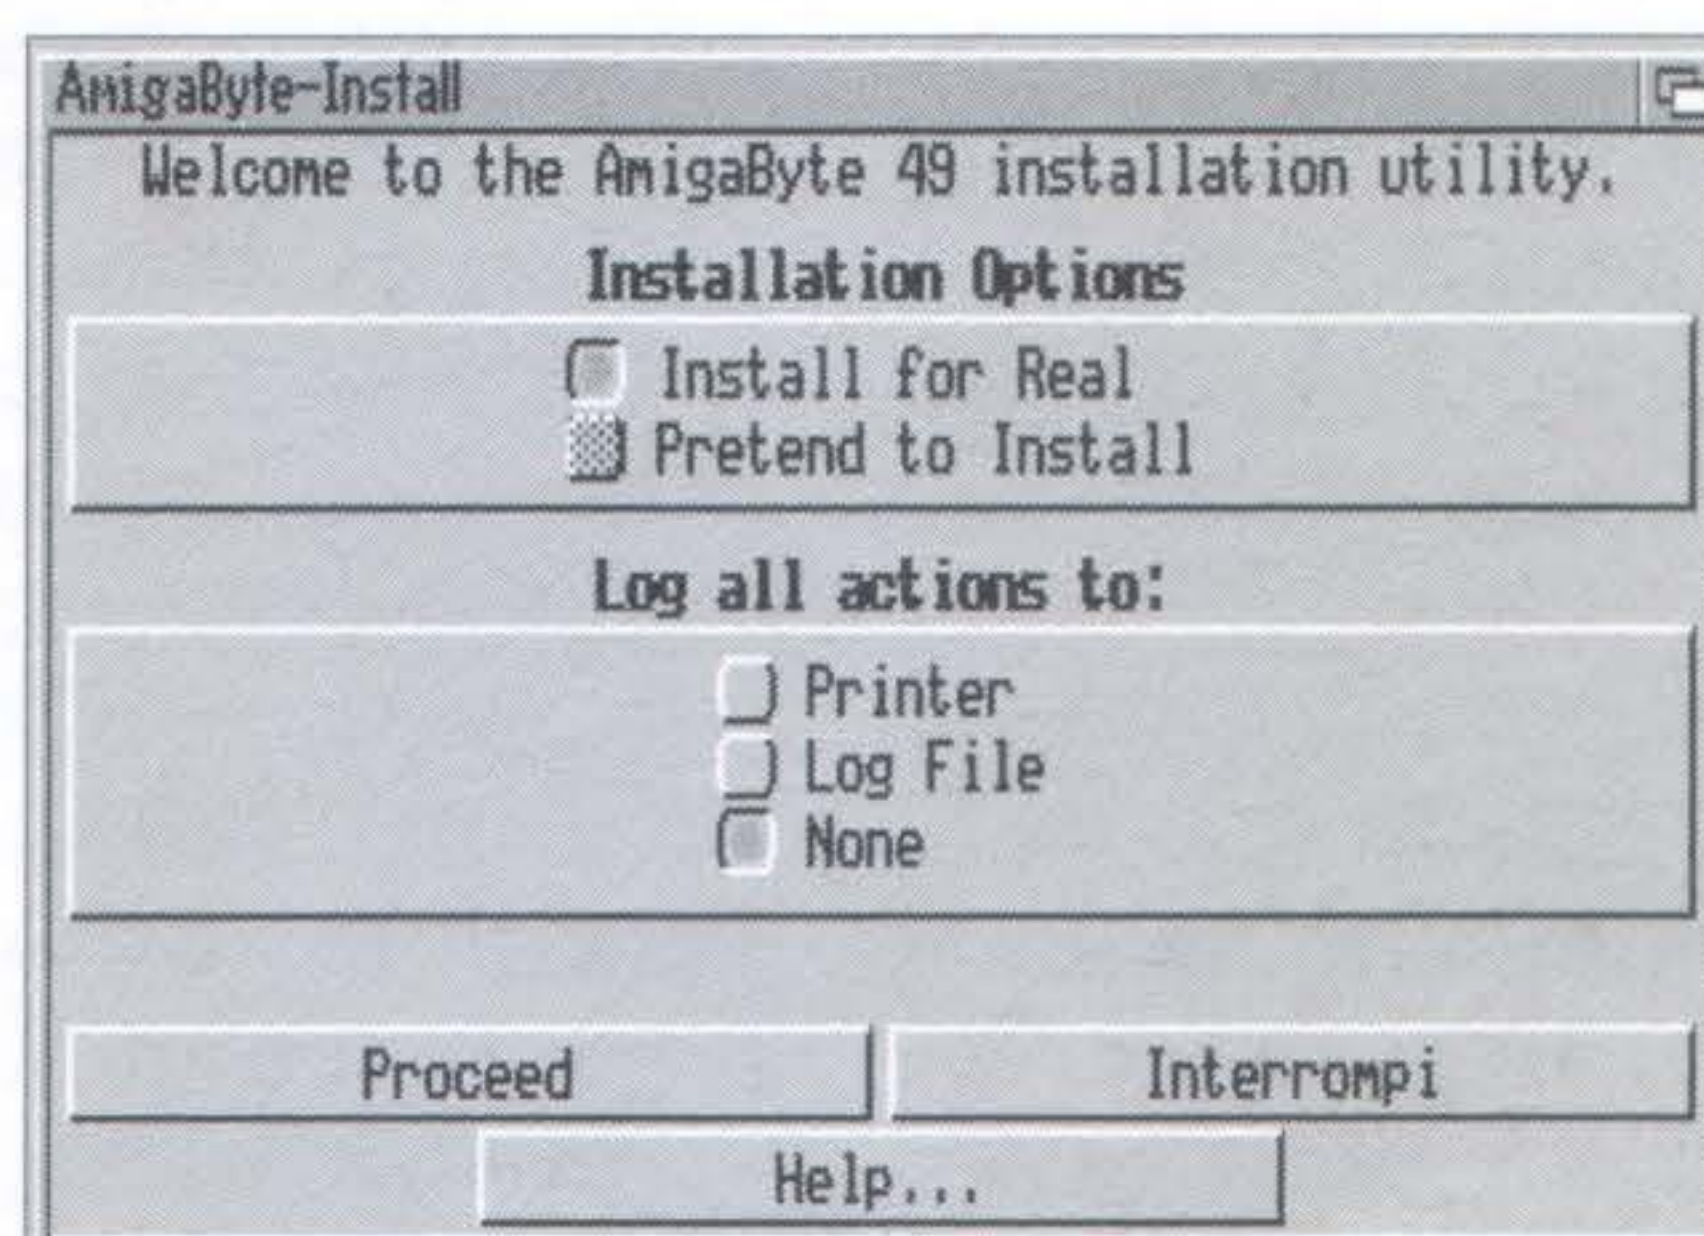 AmigaByte-Install
Welcome to the AmigaByte 49 installation utility.
Installation Options
Install for Real
Pretend to Install
Log all actions to:
Printer
Log File
None
Proceed
Interrompi
Help...